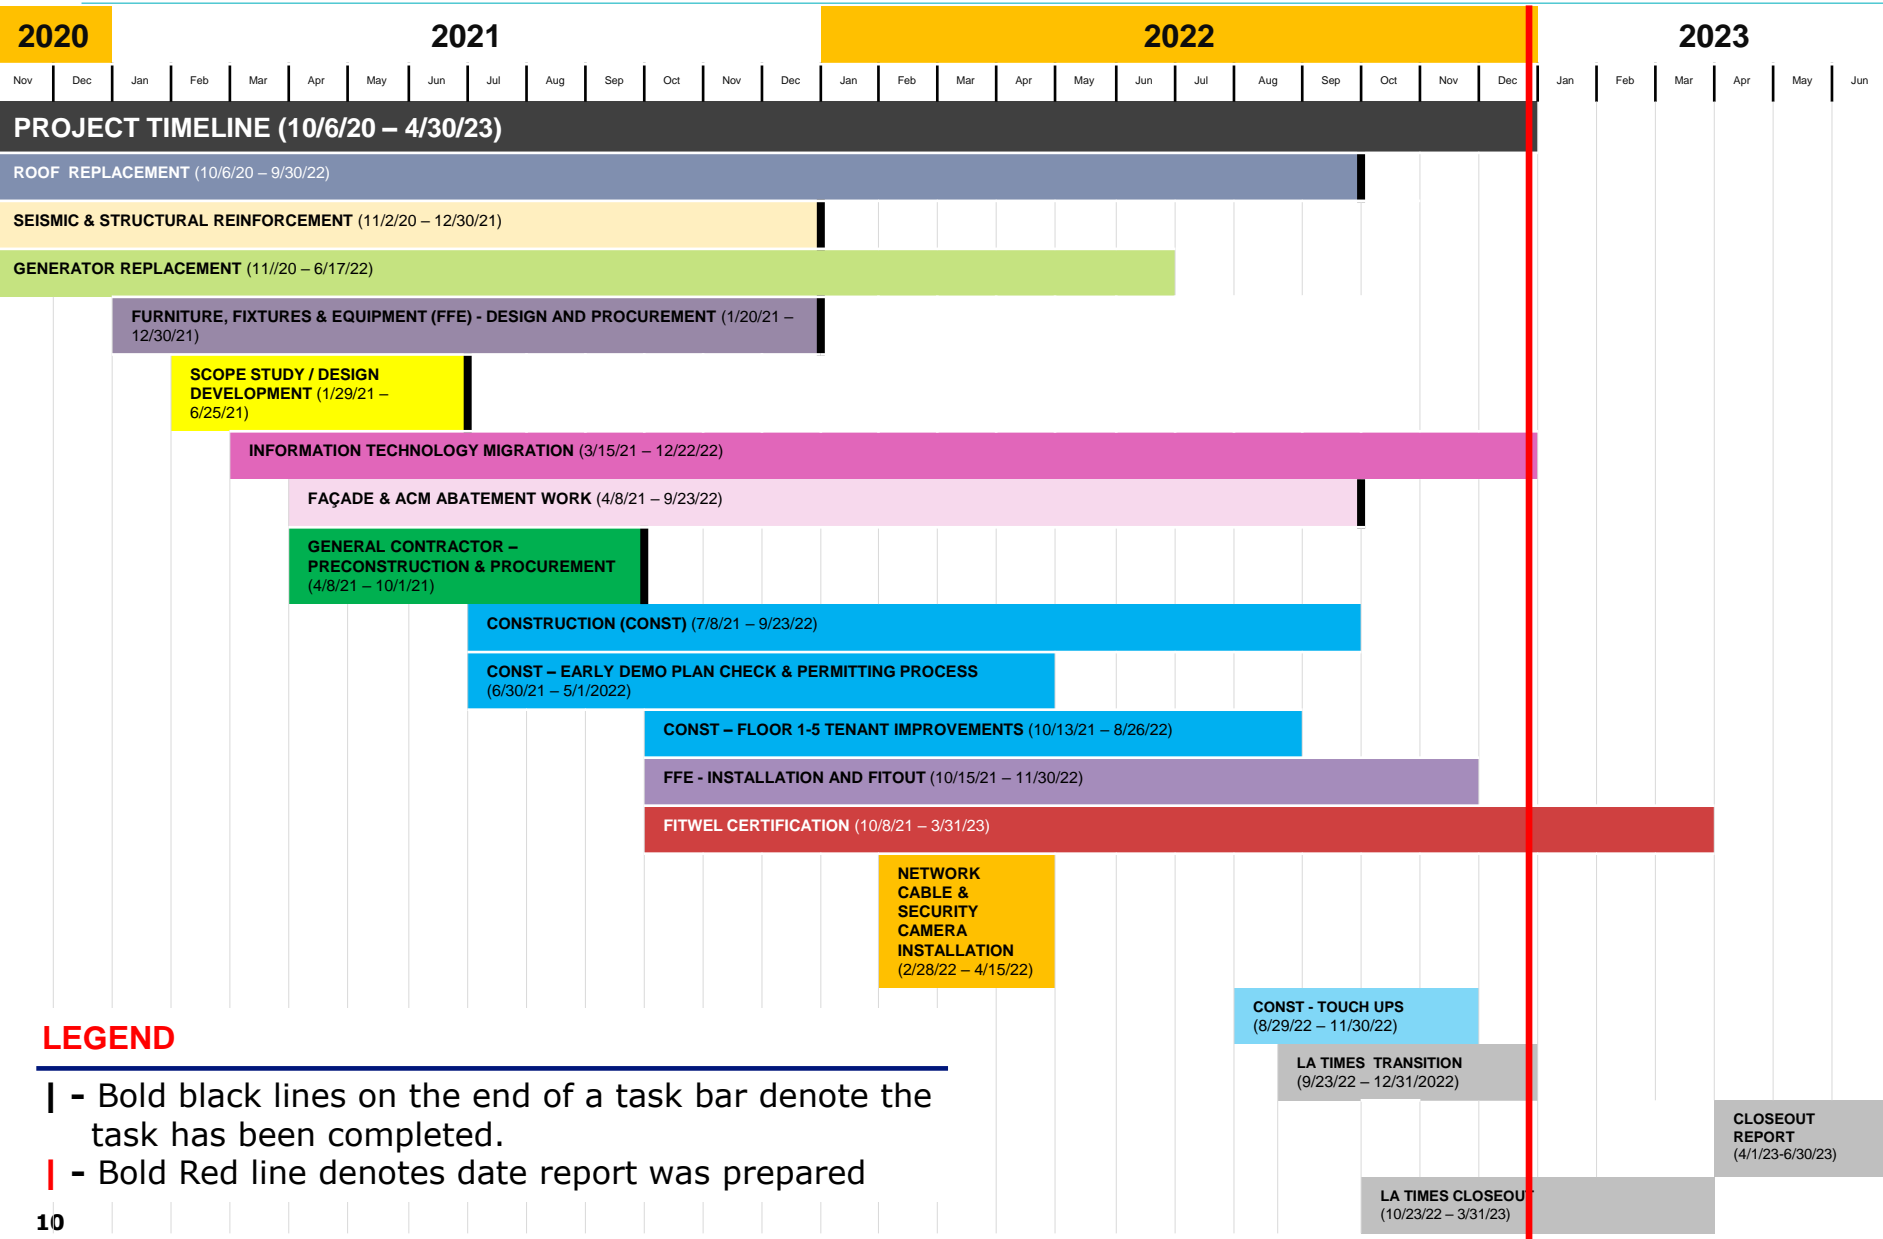 2020 2021 2022 2023
Nov Dec Jan Feb Mar Apr May Jun Jul Aug Sep Oct Nov Dec Jan Feb Mar Apr May Jun Jul Aug Sep Oct Nov Dec Jan Feb Mar Apr May Jun
PROJECT TIMELINE (10/6/20 – 4/30/23)
ROOF REPLACEMENT (10/6/20 – 9/30/22)
SEISMIC & STRUCTURAL REINFORCEMENT (11/2/20 – 12/30/21)
GENERATOR REPLACEMENT (11//20 – 6/17/22)
FURNITURE, FIXTURES & EQUIPMENT (FFE) - DESIGN AND PROCUREMENT (1/20/21 –
12/30/21)
SCOPE STUDY / DESIGN
DEVELOPMENT (1/29/21 –
6/25/21)
INFORMATION TECHNOLOGY MIGRATION (3/15/21 – 12/22/22)
FAÇADE & ACM ABATEMENT WORK (4/8/21 – 9/23/22)
GENERAL CONTRACTOR –
PRECONSTRUCTION & PROCUREMENT
(4/8/21 – 10/1/21)
CONSTRUCTION (CONST) (7/8/21 – 9/23/22)
CONST – EARLY DEMO PLAN CHECK & PERMITTING PROCESS
(6/30/21 – 5/1/2022)
CONST – FLOOR 1-5 TENANT IMPROVEMENTS (10/13/21 – 8/26/22)
FFE - INSTALLATION AND FITOUT (10/15/21 – 11/30/22)
FITWEL CERTIFICATION (10/8/21 – 3/31/23)
NETWORK
CABLE &
SECURITY
CAMERA
INSTALLATION
(2/28/22 – 4/15/22)
CONST - TOUCH UPS
(8/29/22 – 11/30/22)
LA TIMES TRANSITION
(9/23/22 – 12/31/2022)
CLOSEOUT
REPORT
(4/1/23-6/30/23)
LA TIMES CLOSEOUT
(10/23/22 – 3/31/23)
LEGEND
| - Bold black lines on the end of a task bar denote the
task has been completed.
| - Bold Red line denotes date report was prepared
10